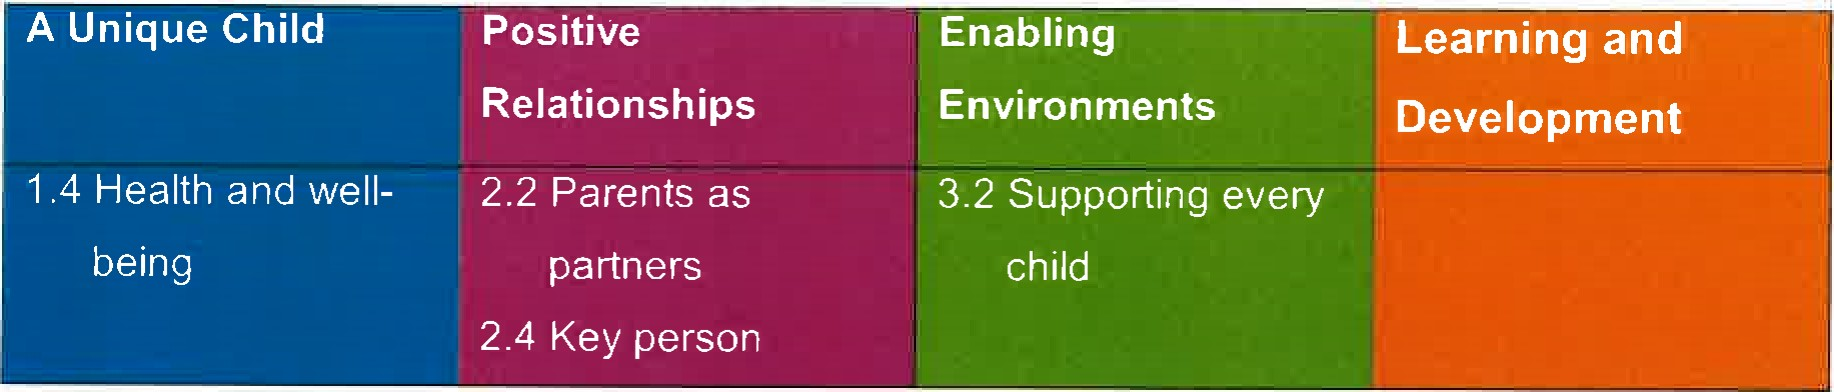 A Unique Child
Positive
Relationships
Enabling
Environments
Learning and
Development
1.4 Health and well-
being
2.2 Parents as
partners
2.4 Key person
3.2 Supporting every
child